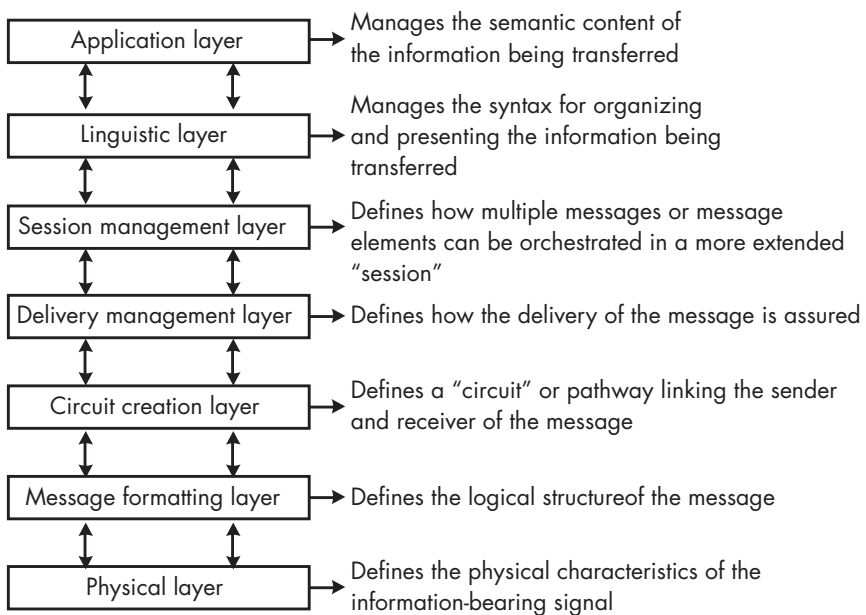 Application layer
Manages the semantic content of
the information being transferred
Linguistic layer
Manages the syntax for organizing
and presenting the information being
transferred
Session management layer
Defines how multiple messages or message
elements can be orchestrated in a more extended
“session”
Delivery management layer
Defines how the delivery of the message is assured
Circuit creation layer
Defines a “circuit” or pathway linking the sender
and receiver of the message
Message formatting layer
Defines the logical structureof the message
Physical layer
Defines the physical characteristics of the
information-bearing signal